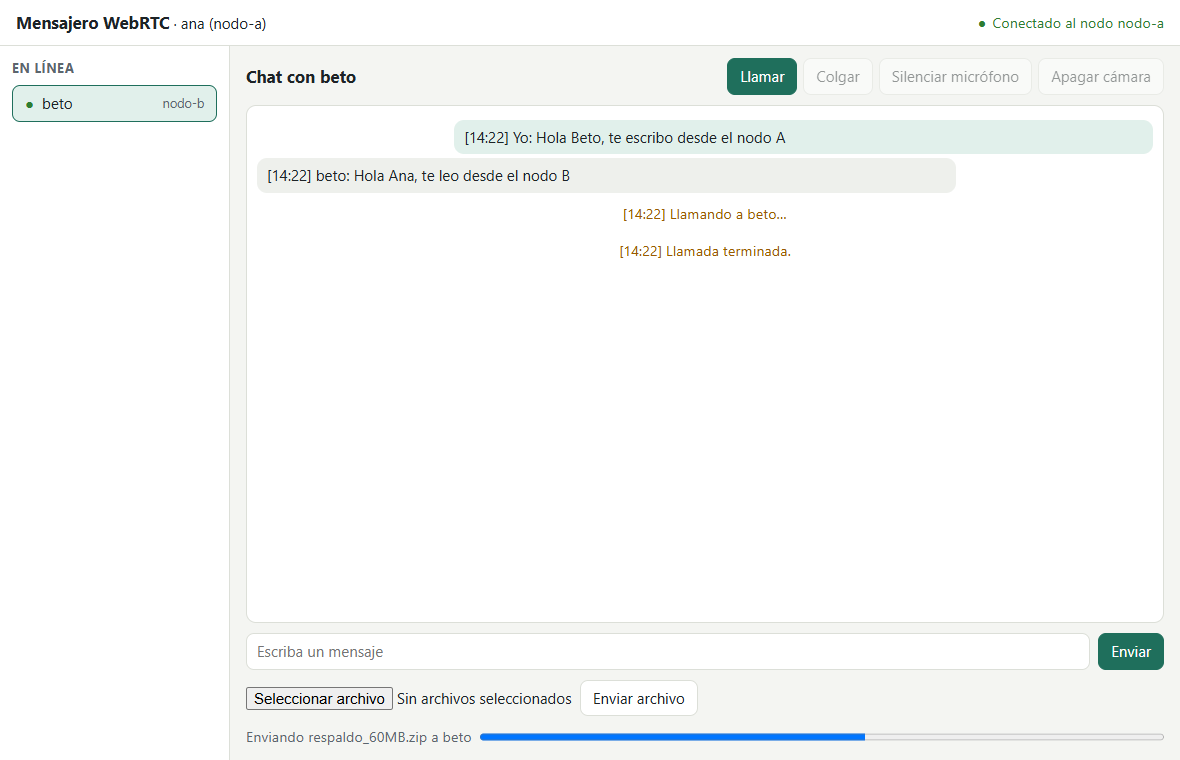 Mensajero WebRTC · ana (nodo-a)
● Conectado al nodo nodo-a
EN LÍNEA
● beto nodo-b
Chat con beto
Llamar
Colgar
Silenciar micrófono
Apagar cámara
[14:22] Yo: Hola Beto, te escribo desde el nodo A
[14:22] beto: Hola Ana, te leo desde el nodo B
[14:22] Llamando a beto...
[14:22] Llamada terminada.
Escriba un mensaje
Enviar
Seleccionar archivo Sin archivos seleccionados
Enviar archivo
Enviando respaldo_60MB.zip a beto